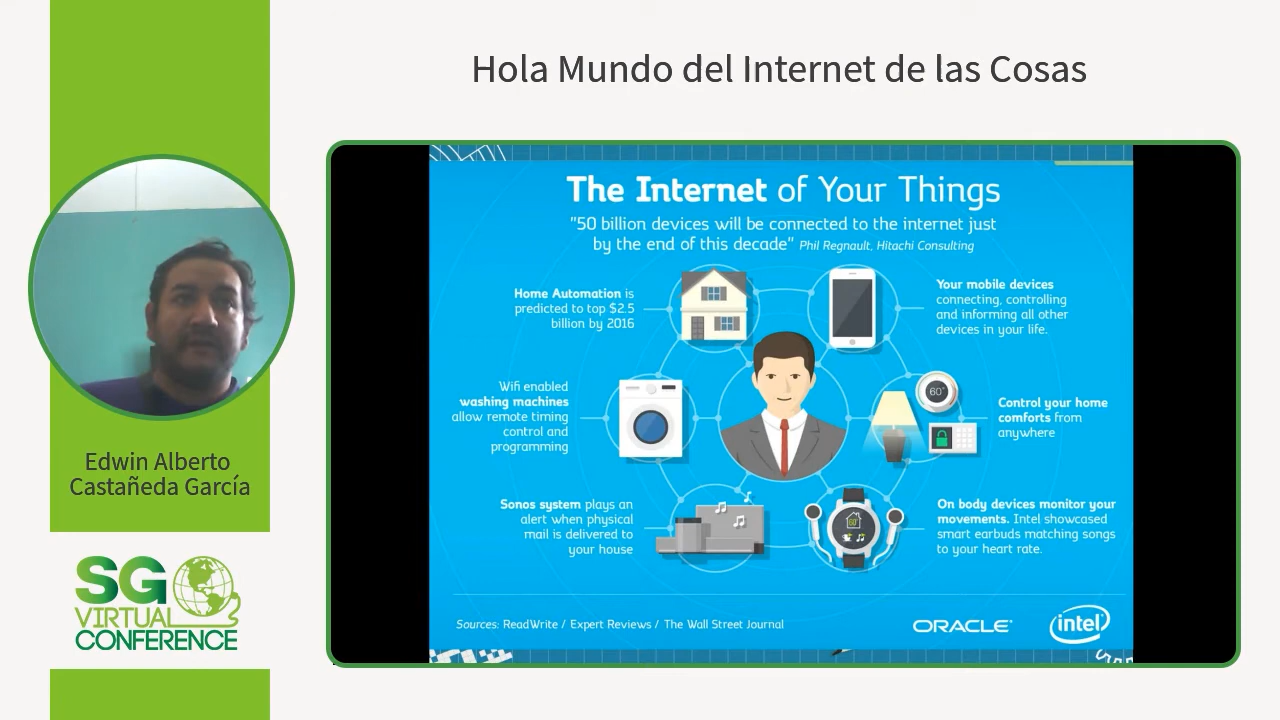 Hola Mundo del Internet de las Cosas
Edwin Alberto
Castañeda García
SG
VIRTUAL
CONFERENCE
The Internet of Your Things
"50 billion devices will be connected to the internet just
by the end of this decade" Phil Regnault, Hitachi Consulting
Home Automation is
predicted to top $2.5
billion by 2016
Your mobile devices
connecting, controlling
and informing all other
devices in your life.
Wifi enabled
washing machines
allow remote timing
control and
programming
60°
Control your home
comforts from
anywhere
Sonos system plays an
alert when physical
mail is delivered to
your house
60°
On body devices monitor your
movements. Intel showcased
smart earbuds matching songs
to your heart rate.
Sources: ReadWrite / Expert Reviews / The Wall Street Journal
ORACLE
intel